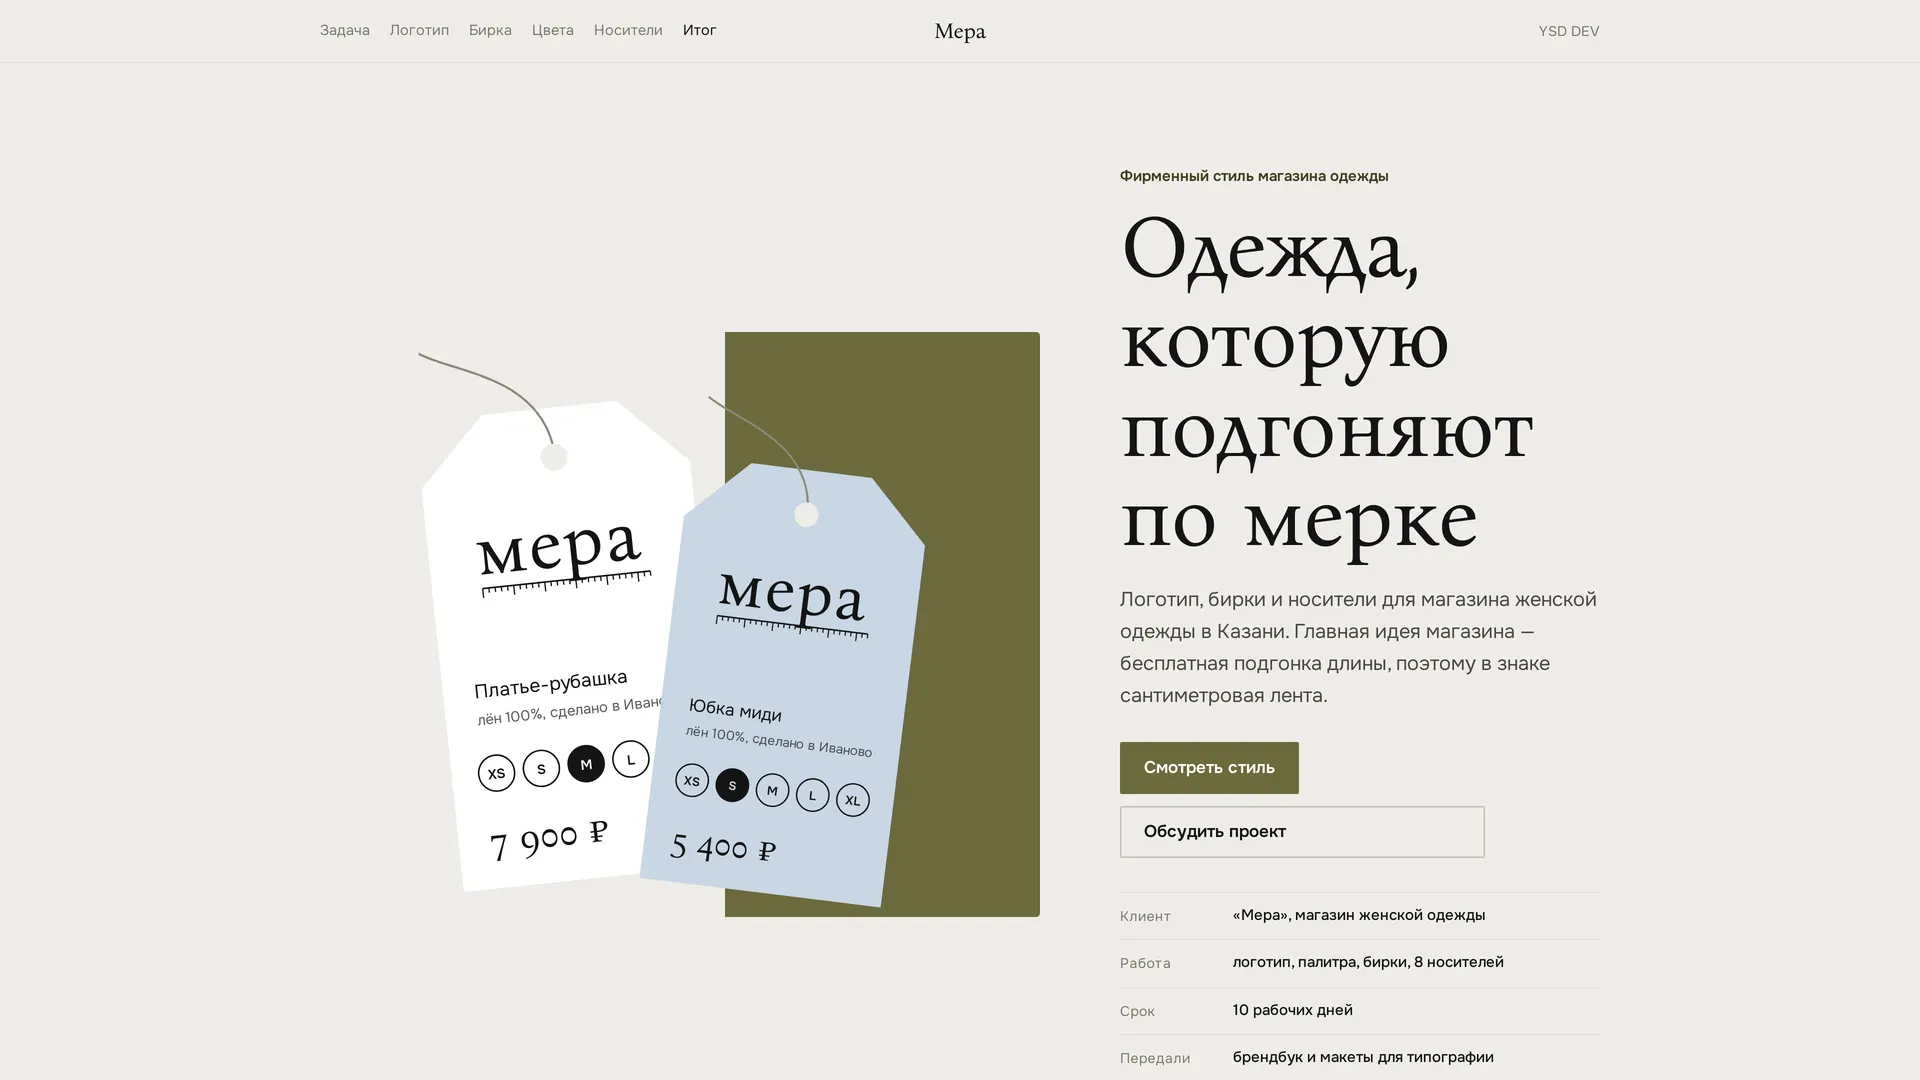 Задача Логотип Бирка Цвета Носители Итог
Мера
YSD DEV
Фирменный стиль магазина одежды
Одежда,
которую
подгоняют
по мерке
Логотип, бирки и носители для магазина женской
одежды в Казани. Главная идея магазина —
бесплатная подгонка длины, поэтому в знаке
сантиметровая лента.
Смотреть стиль
Обсудить проект
Клиент «Мера», магазин женской одежды
Работа логотип, палитра, бирки, 8 носителей
Срок 10 рабочих дней
Передали брендбук и макеты для типографии
мера
Платье-рубашка
лён 100%, сделано в
XS S M L
7 900 ₽
мера
Юбка миди
лён 100%, сделано в Иваново
XS S M L XL
5 400 ₽